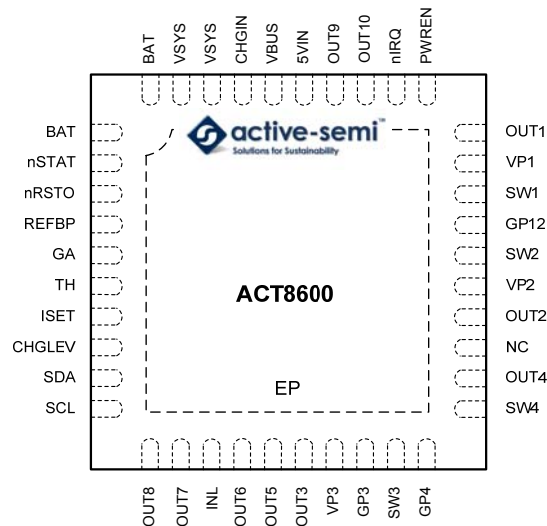 BAT
VSYS
VSYS
CHGIN
VBUS
5VIN
OUT9
OUT10
nIRQ
PWREN
BAT
nSTAT
nRSTO
REFBP
GA
TH
ISET
CHGLEV
SDA
SCL
active-semi™
Solutions for Sustainability
ACT8600
EP
OUT1
VP1
SW1
GP12
SW2
VP2
OUT2
NC
OUT4
SW4
OUT8
OUT7
INL
OUT6
OUT5
OUT3
VP3
GP3
SW3
GP4